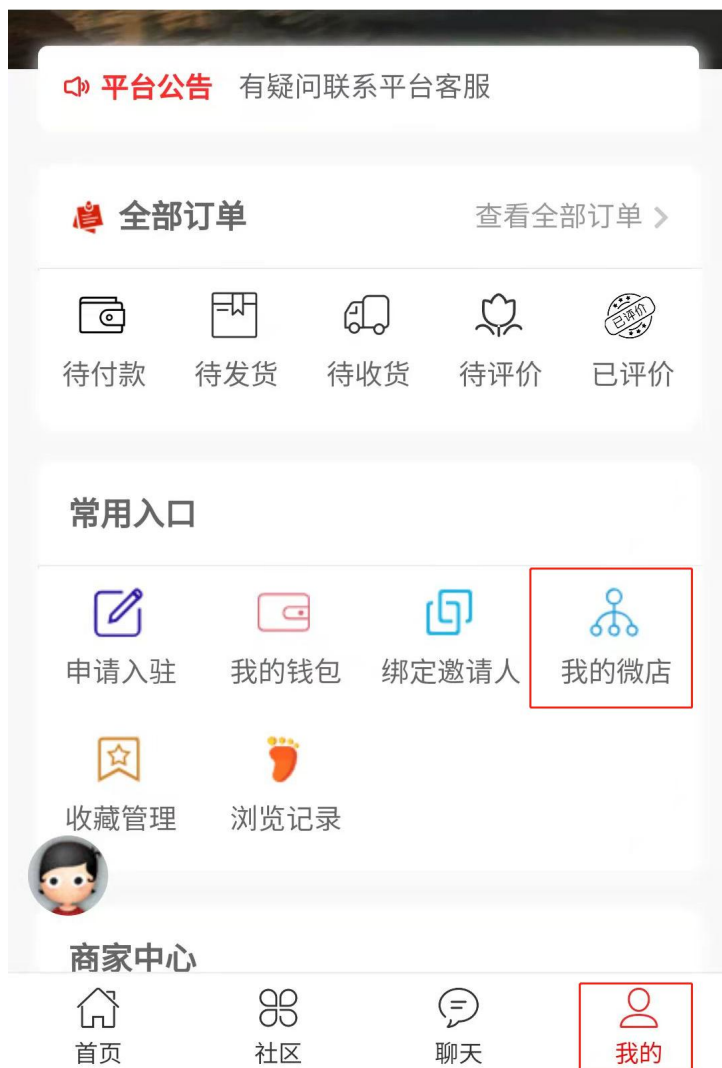 平台公告 有疑问联系平台客服
全部订单 查看全部订单
已评价
待付款 待发货 待收货 待评价 已评价
常用入口
申请入驻 我的钱包 绑定邀请人 我的微店
收藏管理 浏览记录
商家中心
首页 社区 聊天 我的